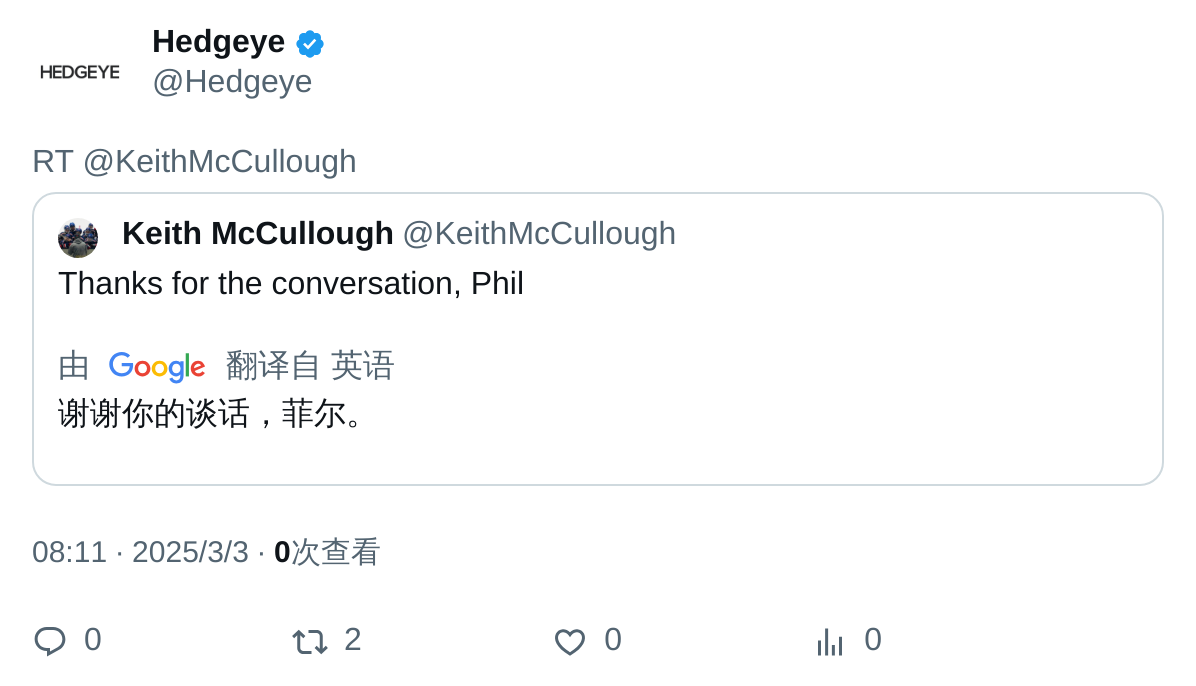 Hedgeye
HEDGEYE
@Hedgeye
RT @KeithMcCullough
Keith McCullough @KeithMcCullough
Thanks for the conversation, Phil
由 Google 翻译自 英语
谢谢你的谈话，菲尔。
08:11 · 2025/3/3 · 0次查看
0 2 0 0